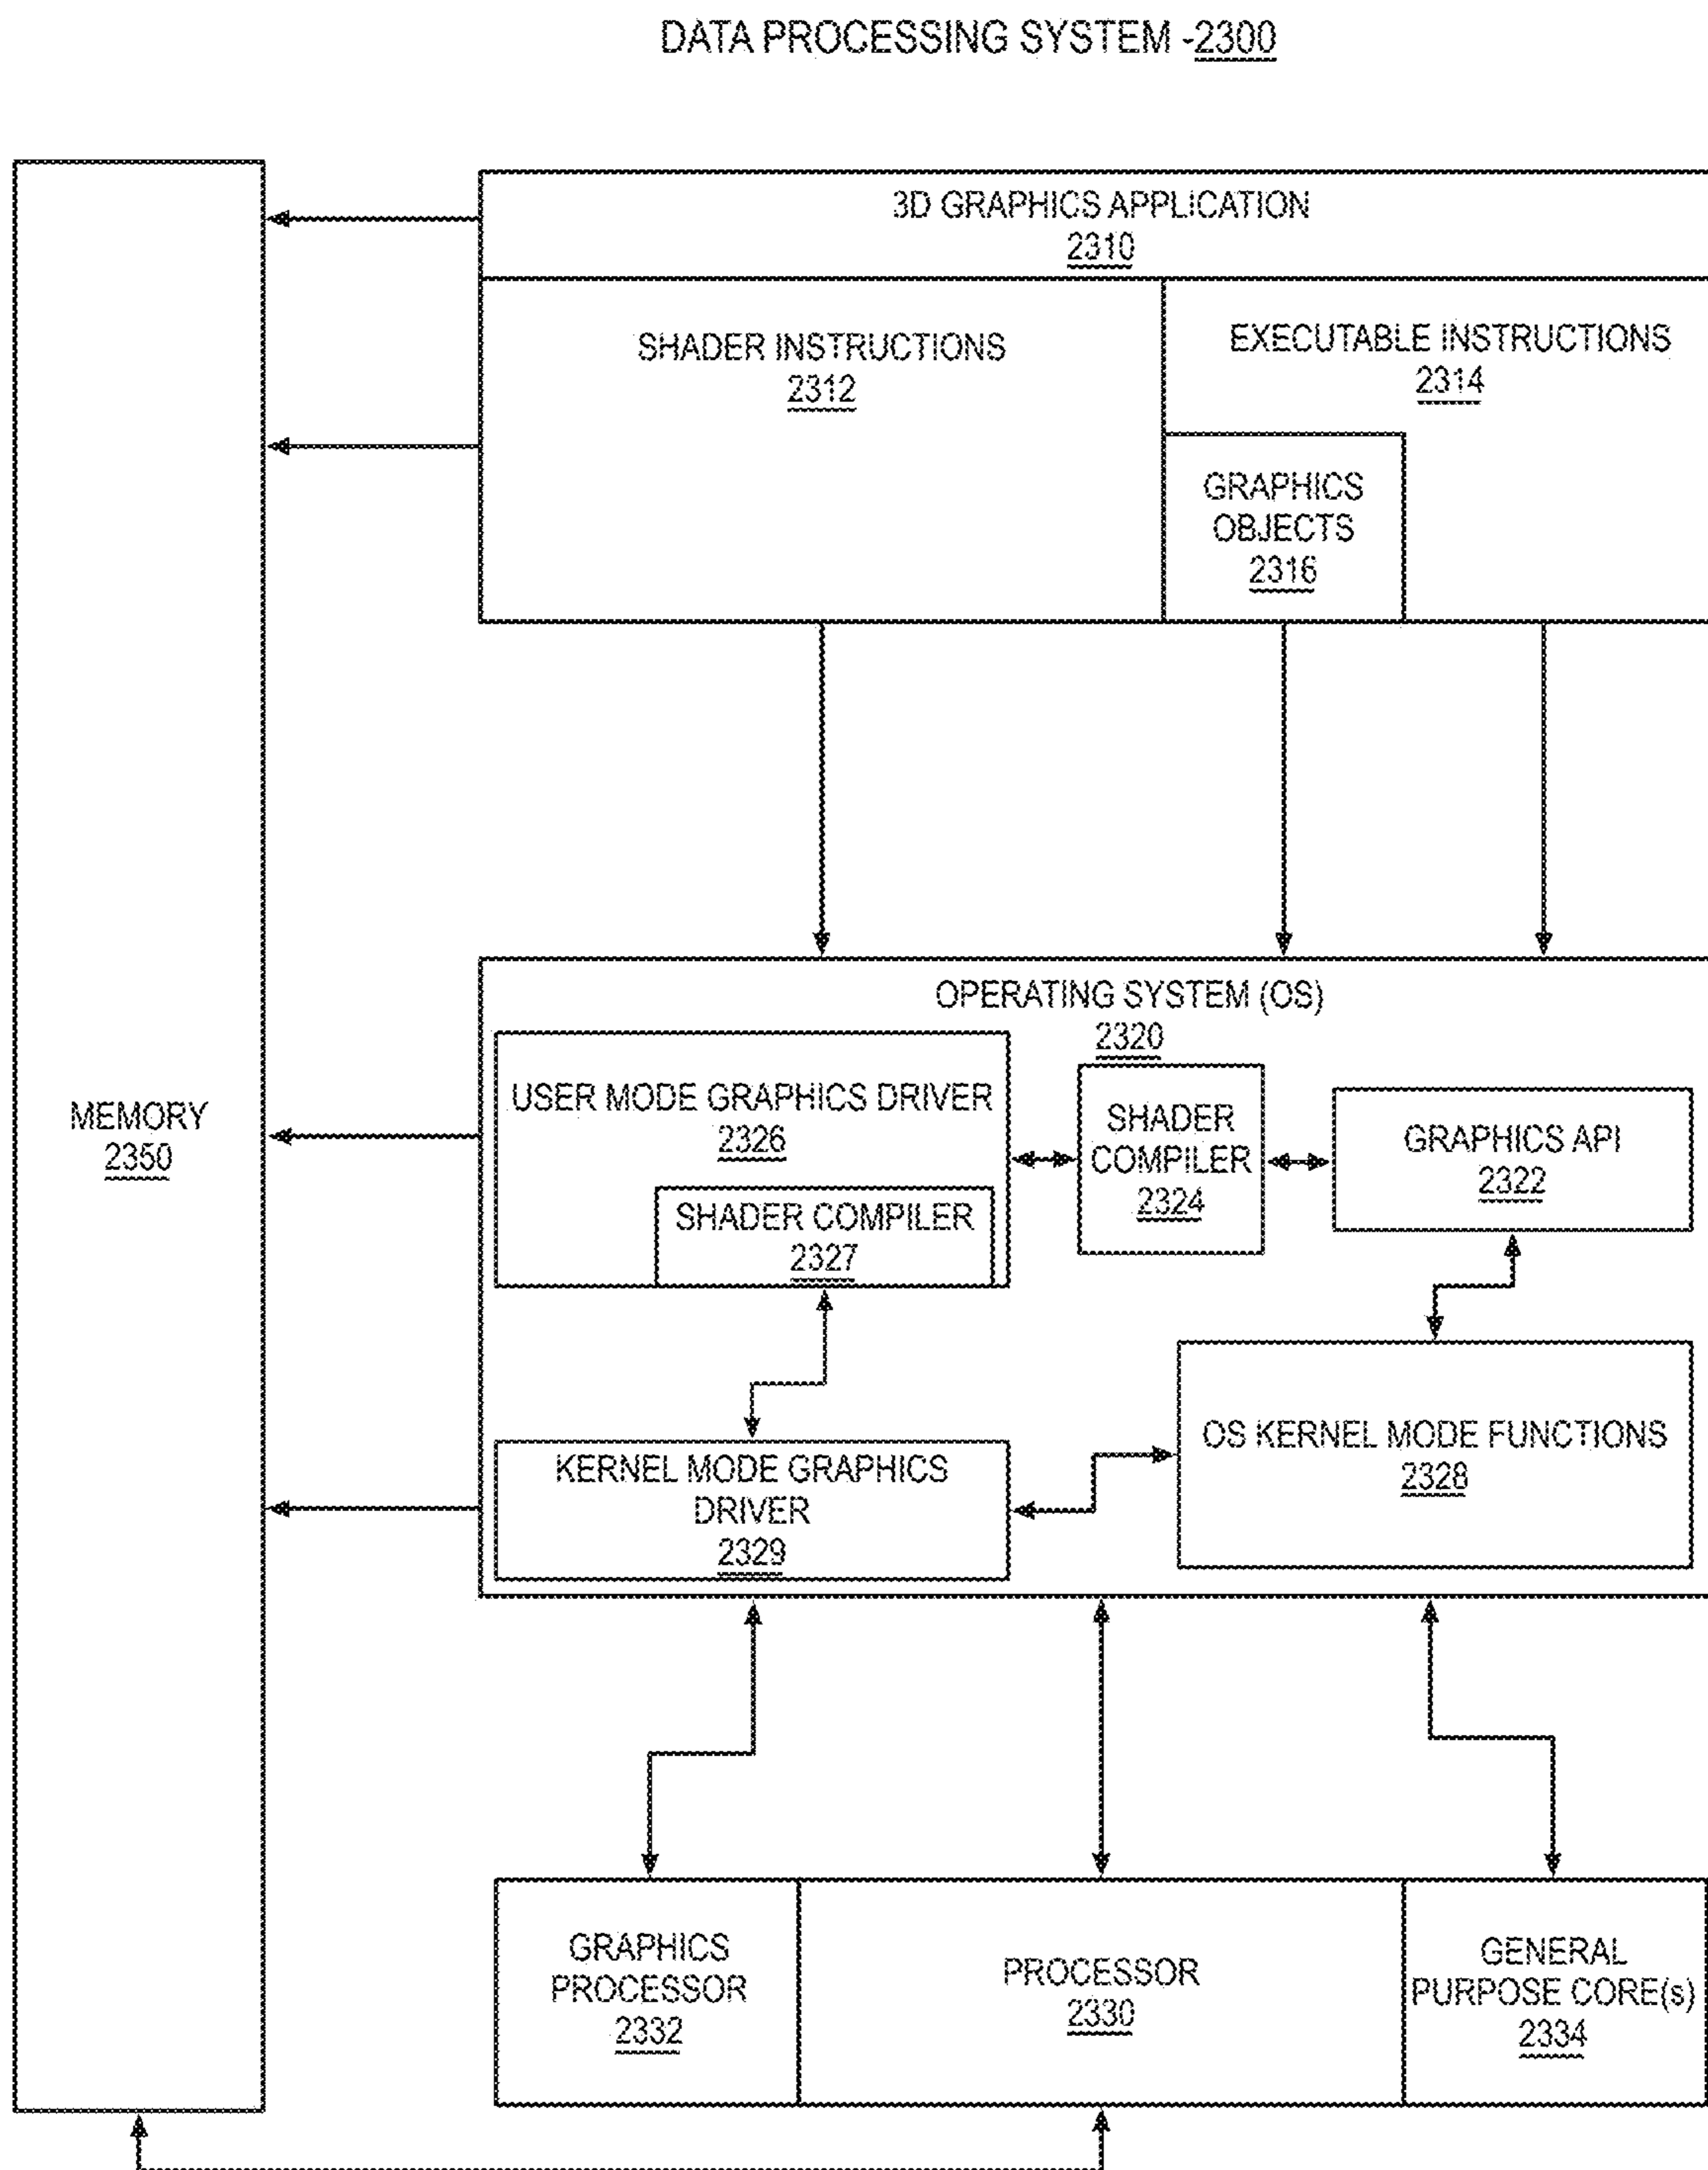 DATA PROCESSING SYSTEM -2300
3D GRAPHICS APPLICATION
2310
SHADER INSTRUCTIONS
2312
EXECUTABLE INSTRUCTIONS
2314
GRAPHICS
OBJECTS
2316
OPERATING SYSTEM (OS)
2320
MEMORY
2350
USER MODE GRAPHICS DRIVER
2326
SHADER COMPILER
2327
SHADER
COMPILER
2324
GRAPHICS API
2322
KERNEL MODE GRAPHICS
DRIVER
2329
OS KERNEL MODE FUNCTIONS
2328
GRAPHICS
PROCESSOR
2332
PROCESSOR
2330
GENERAL
PURPOSE CORE(s)
2334